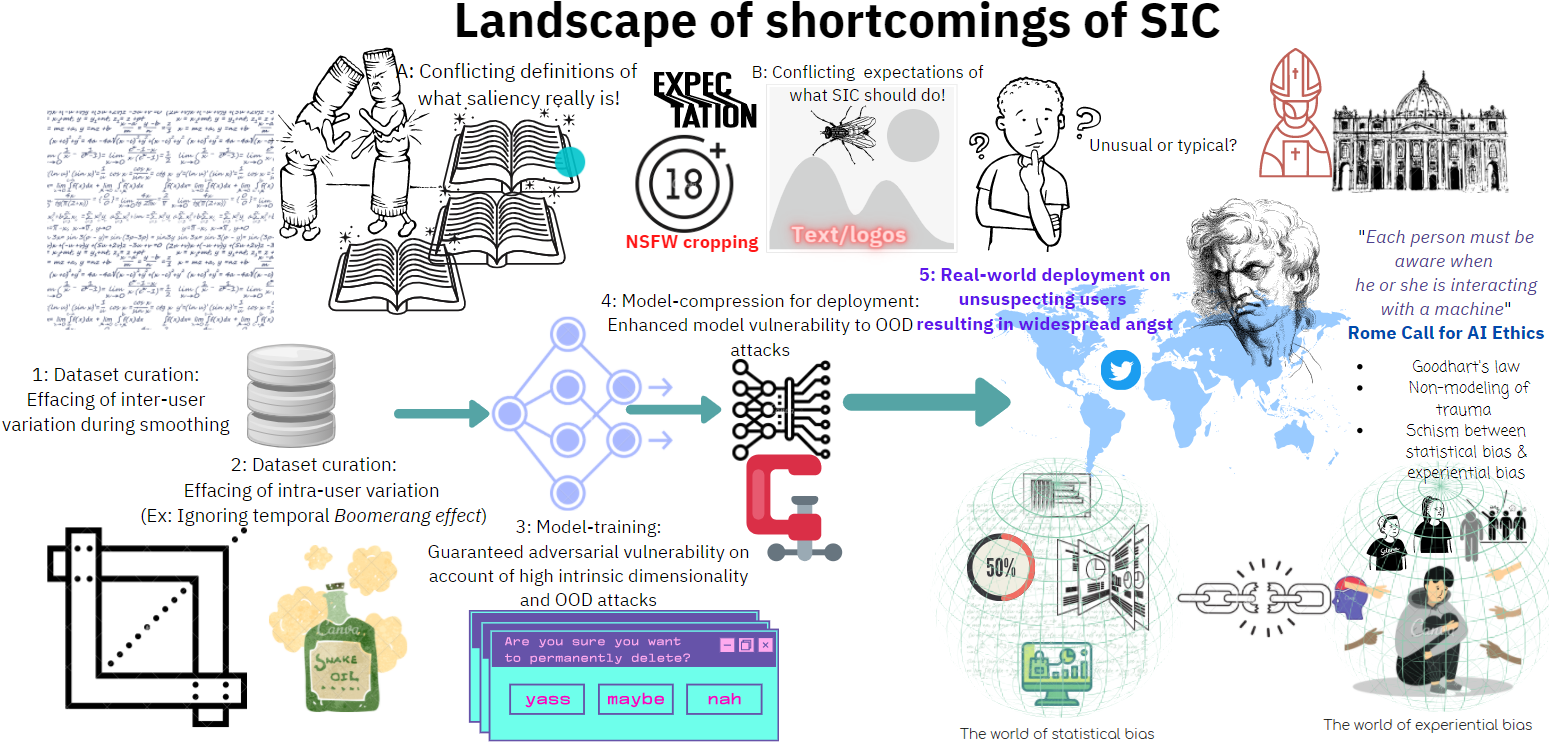 Landscape of shortcomings of SIC
A: Conflicting definitions of
what saliency really is!
EXPEC
TATION
18
+
NSFW cropping
B: Conflicting expectations of
what SIC should do!
Text/logos
?
?
Unusual or typical?
"Each person must be
aware when
he or she is interacting
with a machine"
Rome Call for AI Ethics
• Goodhart's law
• Non-modeling of
trauma
• Schism between
statistical bias &
experiential bias
1: Dataset curation:
Effacing of inter-user
variation during smoothing
2: Dataset curation:
Effacing of intra-user variation
(Ex: Ignoring temporal Boomerang effect)
3: Model-training:
Guaranteed adversarial vulnerability on
account of high intrinsic dimensionality
and OOD attacks
4: Model-compression for deployment:
Enhanced model vulnerability to OOD
attacks
5: Real-world deployment on
unsuspecting users
resulting in widespread angst
Canva
SNAKE
OIL
Are you sure you want
to permanently delete?
yass
maybe
nah
50%
The world of statistical bias
The world of experiential bias